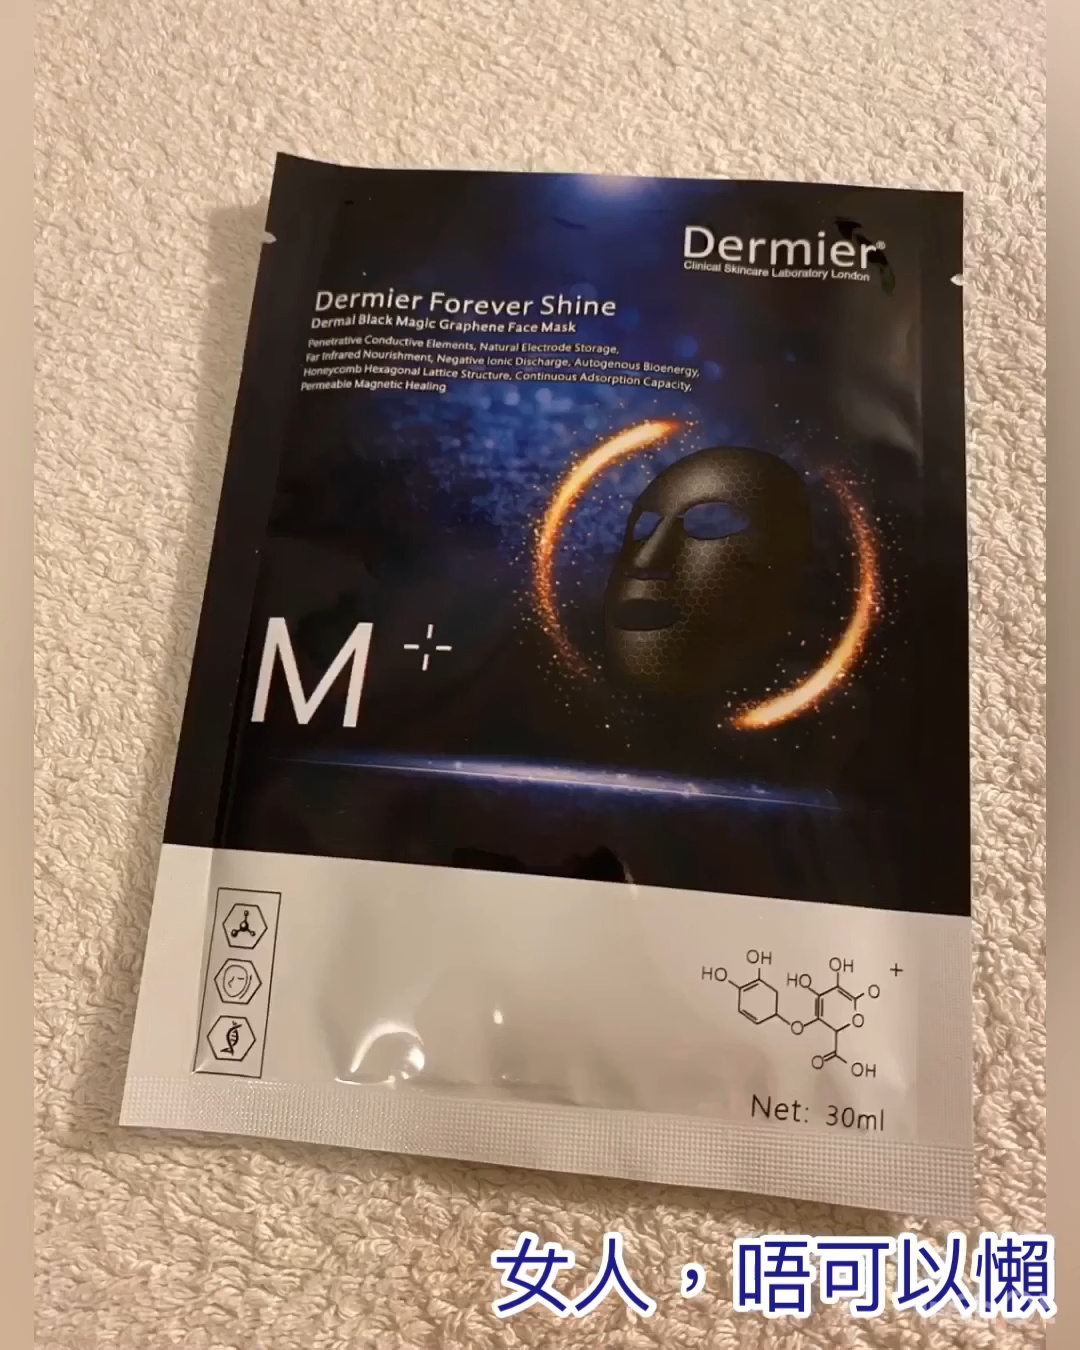 Dermier®
Clinical Skincare Laboratory London
Dermier Forever Shine
Dermal Black Magic Graphene Face Mask
Penetrative Conductive Elements, Natural Electrode Storage,
Far Infrared Nourishment, Negative Ionic Discharge, Autogenous Bioenergy,
Honeycomb Hexagonal Lattice Structure, Continuous Adsorption Capacity,
Permeable Magnetic Healing
M
OH
HO
OH
HO
O
+
O
O
O
OH
Net: 30ml
女人，唔可以懶